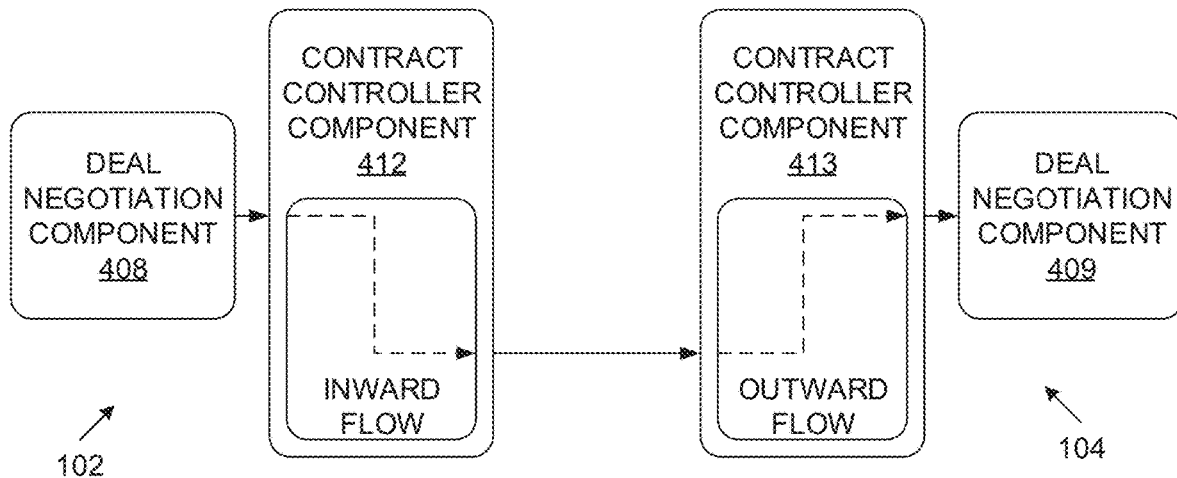 DEAL
NEGOTIATION
COMPONENT
408
CONTRACT
CONTROLLER
COMPONENT
412
INWARD
FLOW
CONTRACT
CONTROLLER
COMPONENT
413
OUTWARD
FLOW
DEAL
NEGOTIATION
COMPONENT
409
102
104